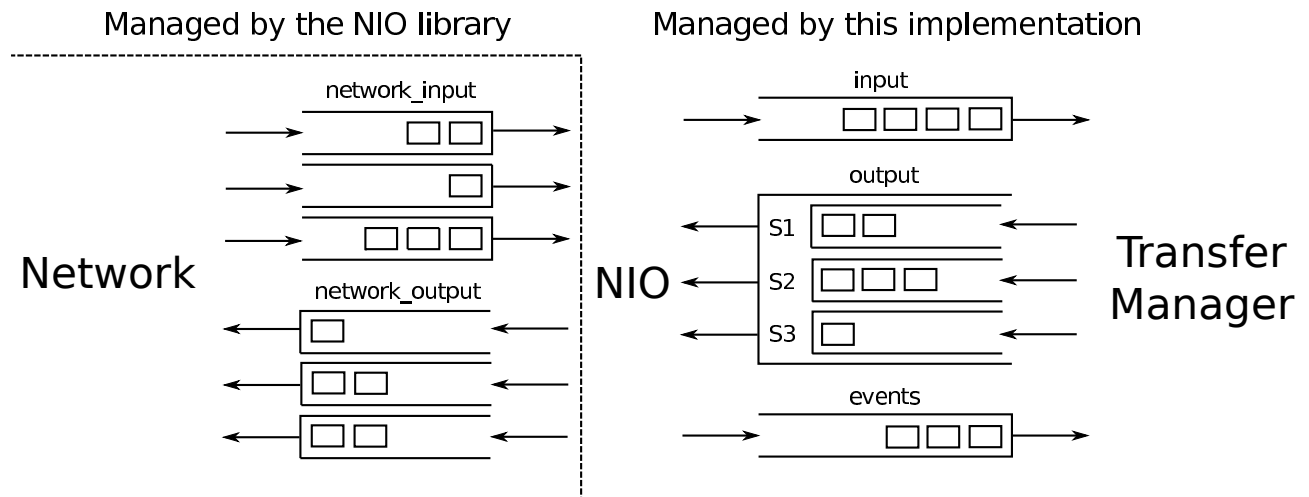 Managed by the NIO library
Managed by this implementation
network_input
input
output
S1
S2
S3
Network
NIO
Transfer
Manager
network_output
events